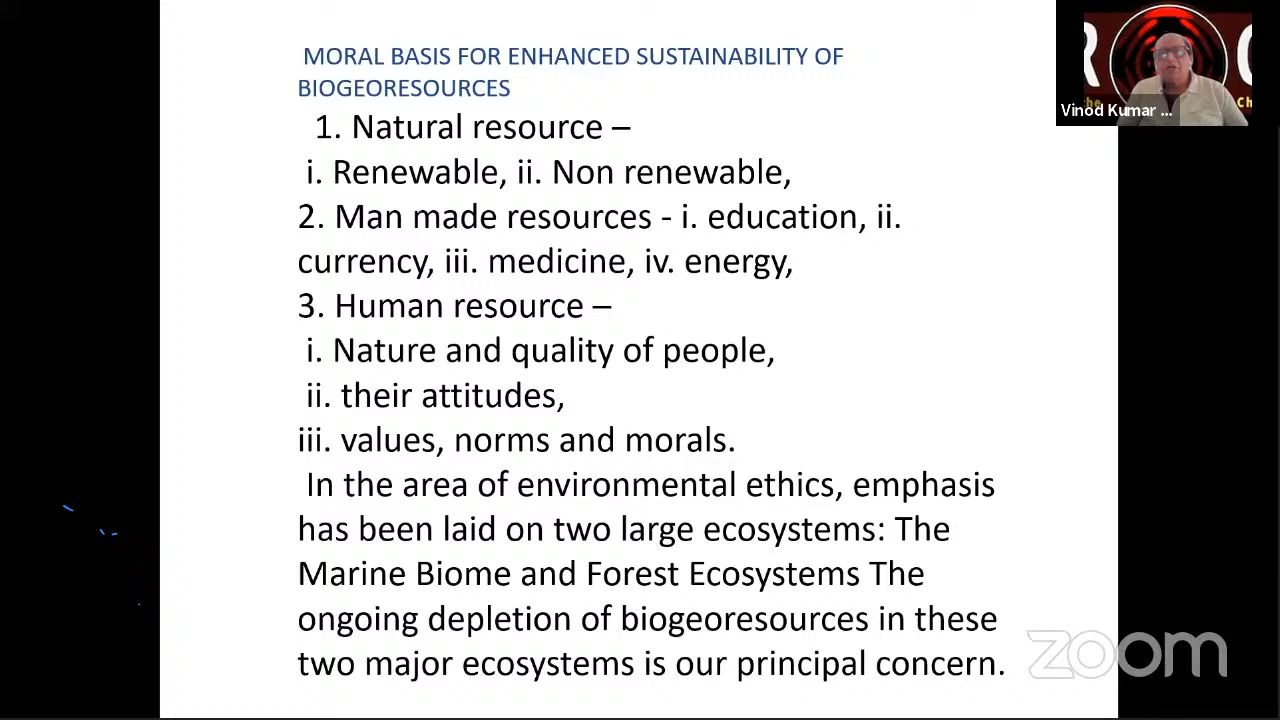 MORAL BASIS FOR ENHANCED SUSTAINABILITY OF
BIOGEORESOURCES
1. Natural resource –
i. Renewable, ii. Non renewable,
2. Man made resources - i. education, ii.
currency, iii. medicine, iv. energy,
3. Human resource –
i. Nature and quality of people,
ii. their attitudes,
iii. values, norms and morals.
In the area of environmental ethics, emphasis
has been laid on two large ecosystems: The
Marine Biome and Forest Ecosystems The
ongoing depletion of biogeoresources in these
two major ecosystems is our principal concern.
Vinod Kumar ...
zoom